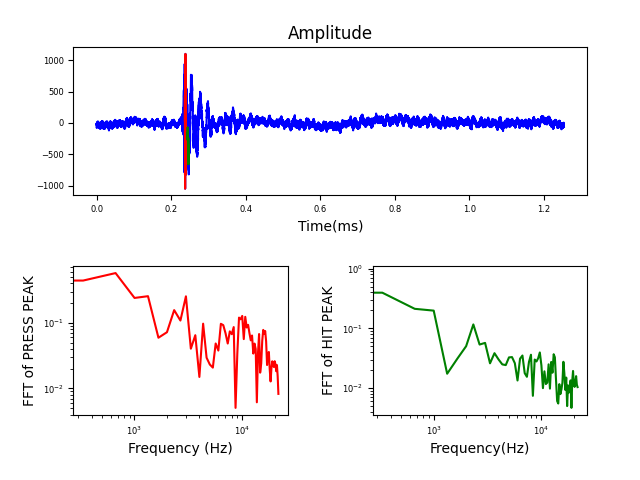 Amplitude
1000
500
0
−500
−1000
0.0 0.2 0.4 0.6 0.8 1.0 1.2
Time(ms)
FFT of PRESS PEAK
10⁻¹
10⁻²
10³ 10⁴
Frequency (Hz)
FFT of HIT PEAK
10⁰
10⁻¹
10⁻²
10³ 10⁴
Frequency(Hz)